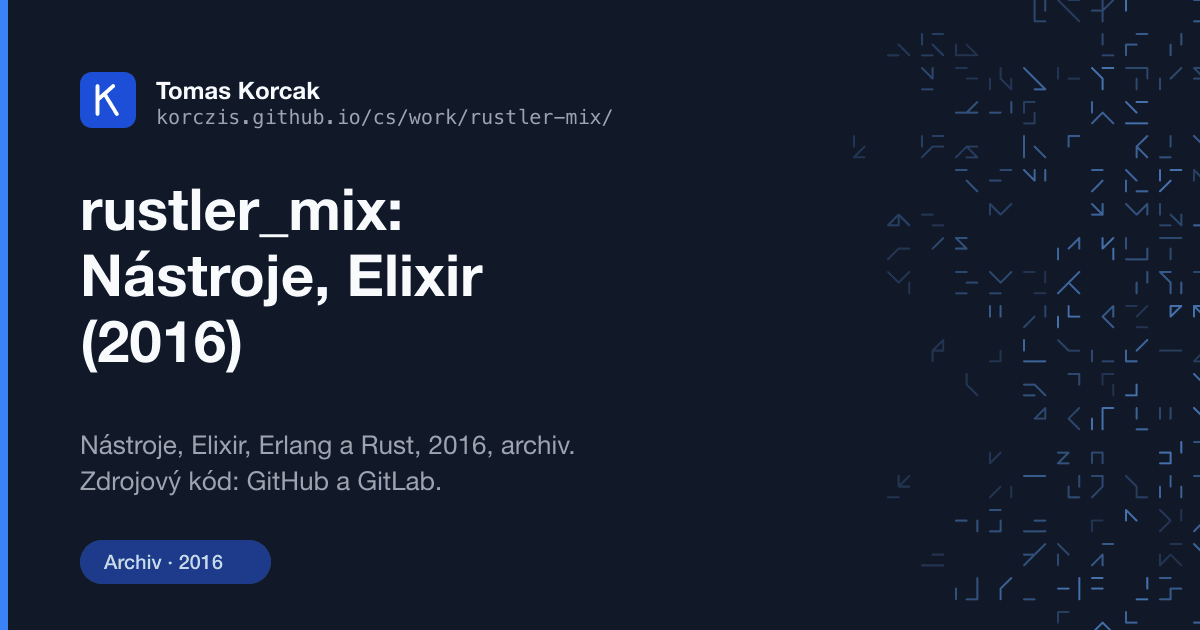 Tomas Korcak
korczis.github.io/cs/work/rustler-mix/
rustler_mix:
Nástroje, Elixir
(2016)
Nástroje, Elixir, Erlang a Rust, 2016, archiv.
Zdrojový kód: GitHub a GitLab.
Archiv · 2016